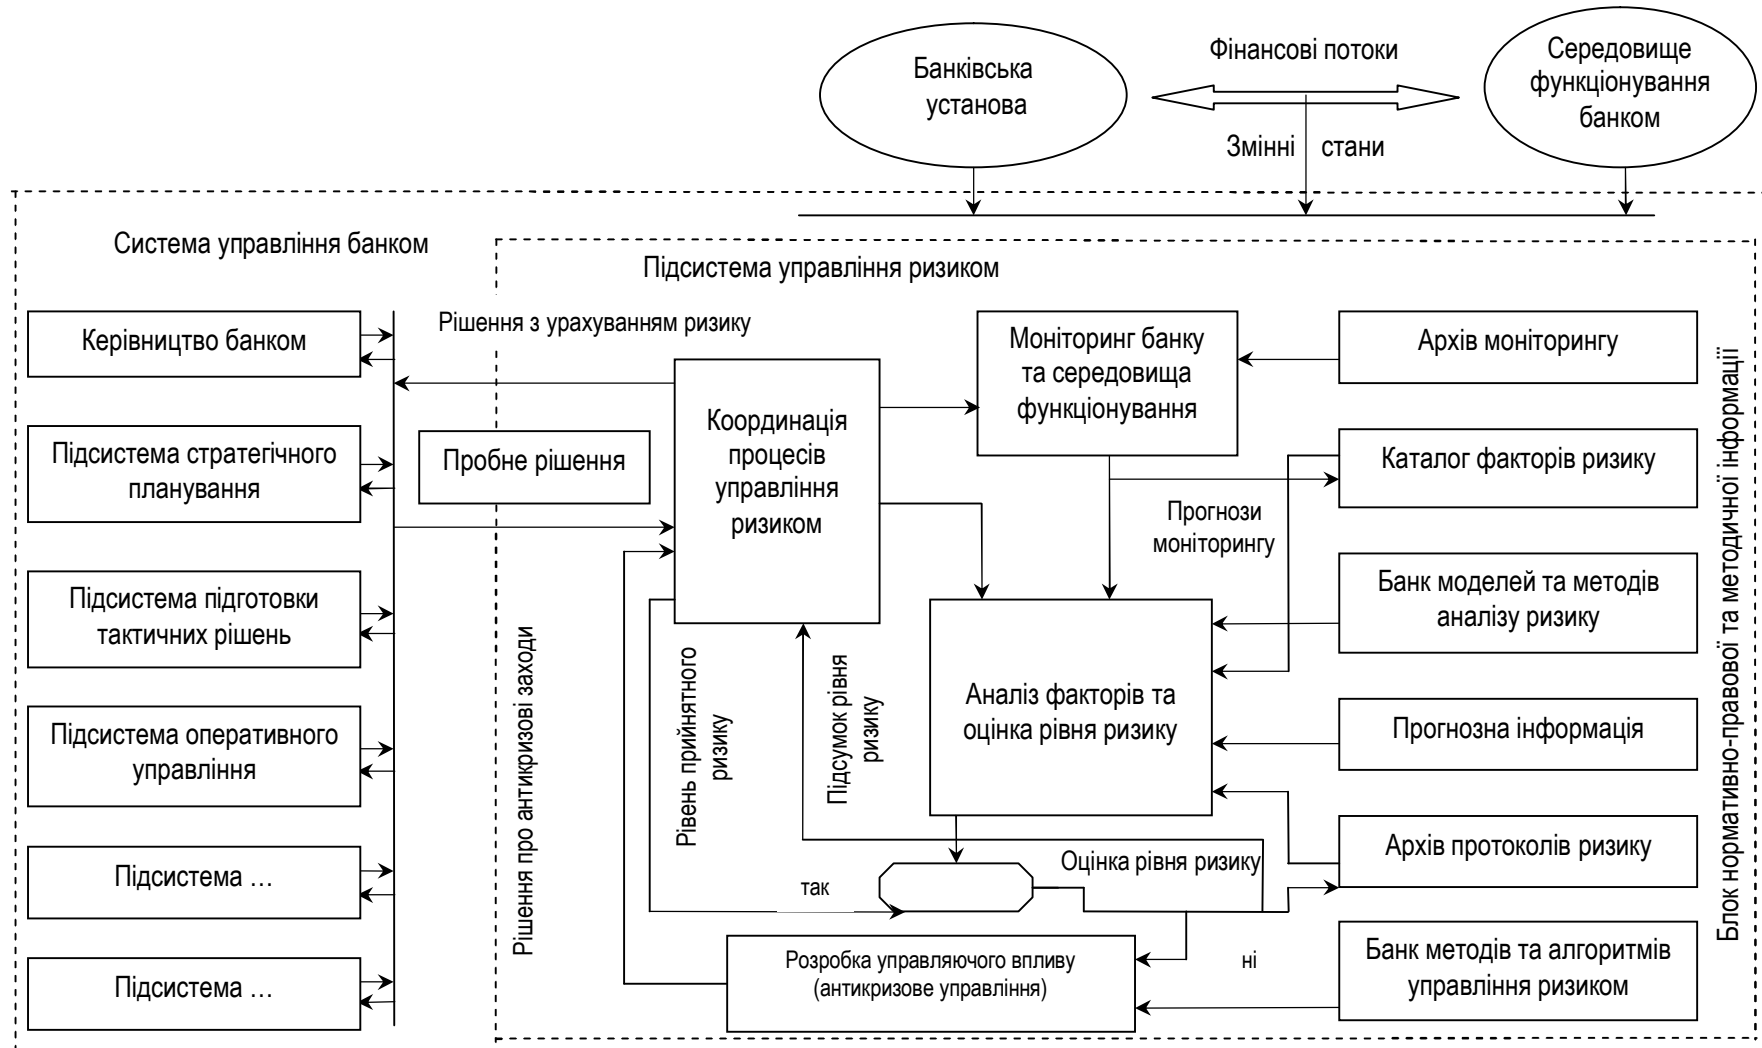 Банківська
установа
Фінансові потоки
Змінні стани
Середовище
функціонування
банком
Система управління банком
Підсистема управління ризиком
Керівництво банком
Підсистема стратегічного
планування
Підсистема підготовки
тактичних рішень
Підсистема оперативного
управління
Підсистема …
Підсистема …
Рішення з урахуванням ризику
Пробне рішення
Рішення про антикризові заходи
Координація
процесів
управління
ризиком
Рівень прийнятного
ризику
Підсумок рівня
ризику
Моніторинг банку
та середовища
функціонування
Прогнози
моніторингу
Аналіз факторів та
оцінка рівня ризику
Оцінка рівня ризику
так
ні
Розробка управляючого впливу
(антикризове управління)
Архів моніторингу
Каталог факторів ризику
Банк моделей та методів
аналізу ризику
Прогнозна інформація
Архів протоколів ризику
Банк методів та алгоритмів
управління ризиком
Блок нормативно-правової та методичної інформації